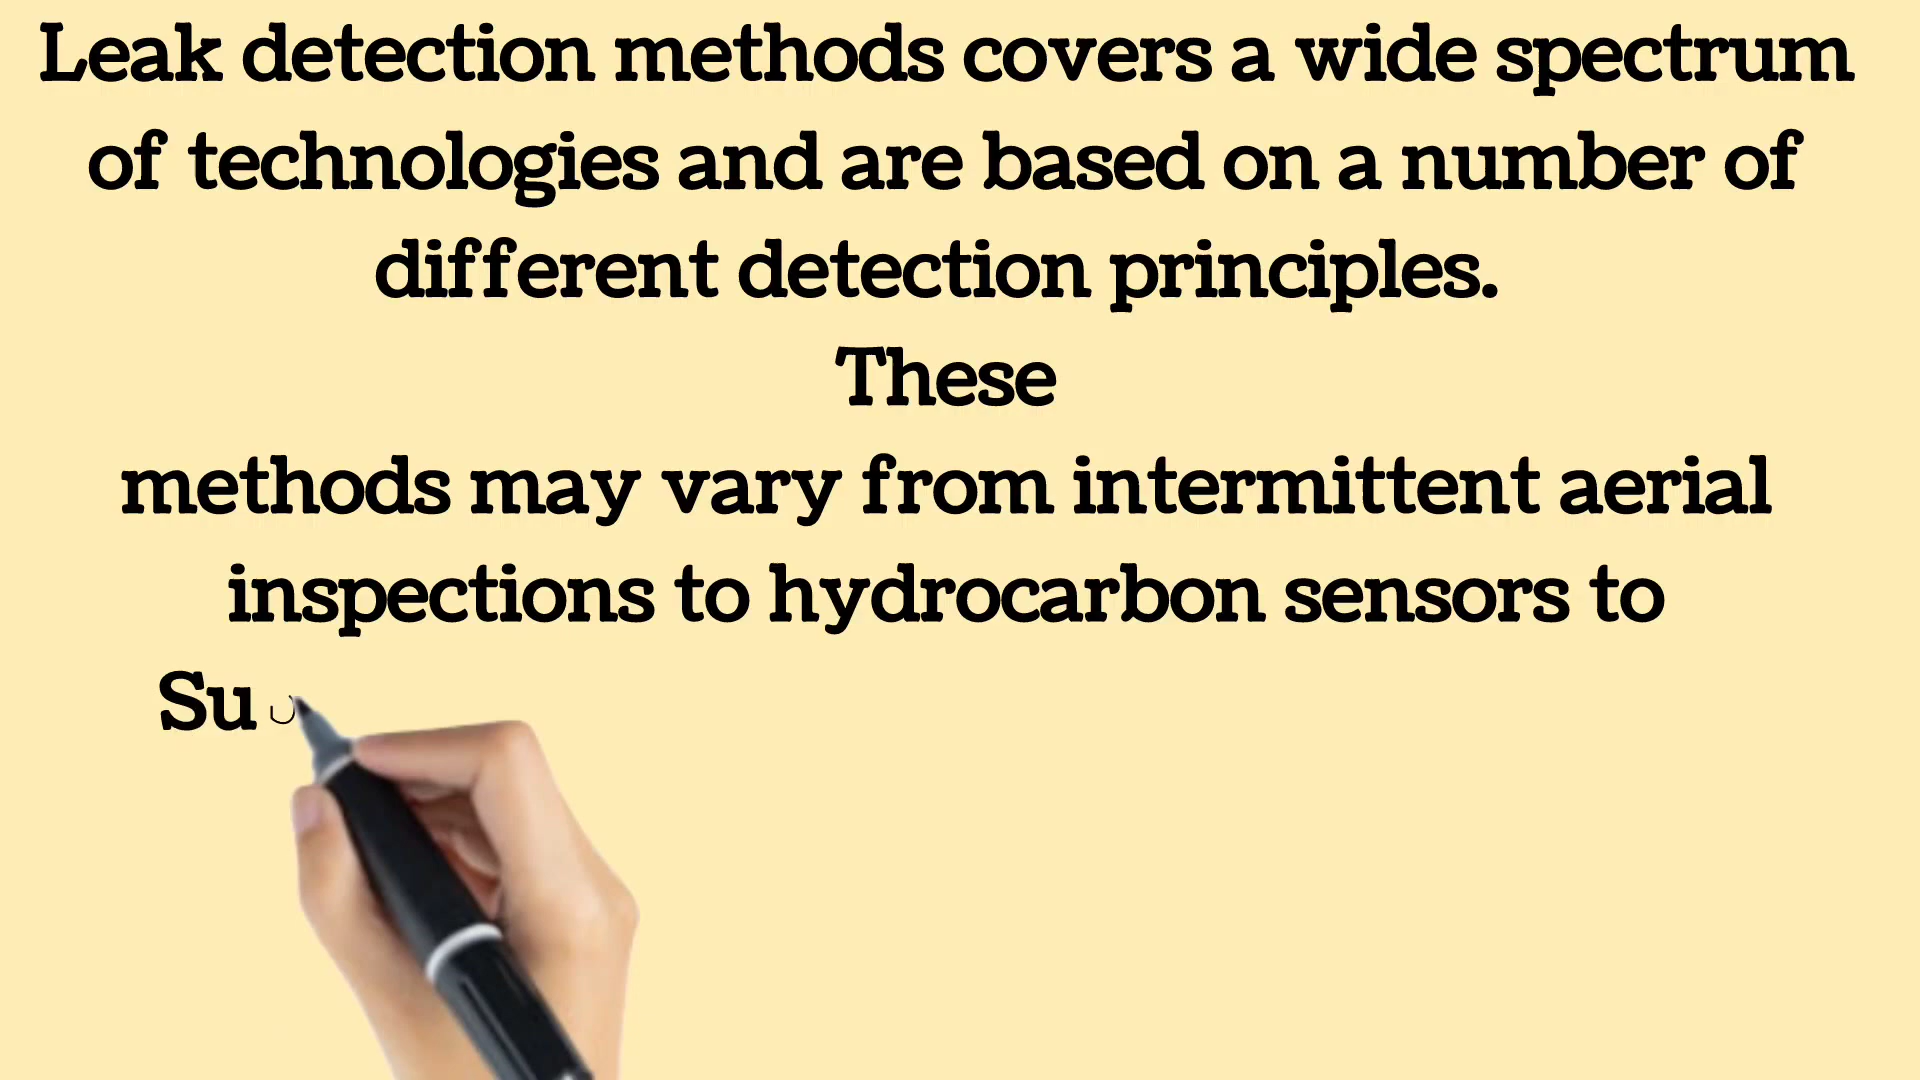 Leak detection methods covers a wide spectrum
of technologies and are based on a number of
different detection principles.
These
methods may vary from intermittent aerial
inspections to hydrocarbon sensors to
Su